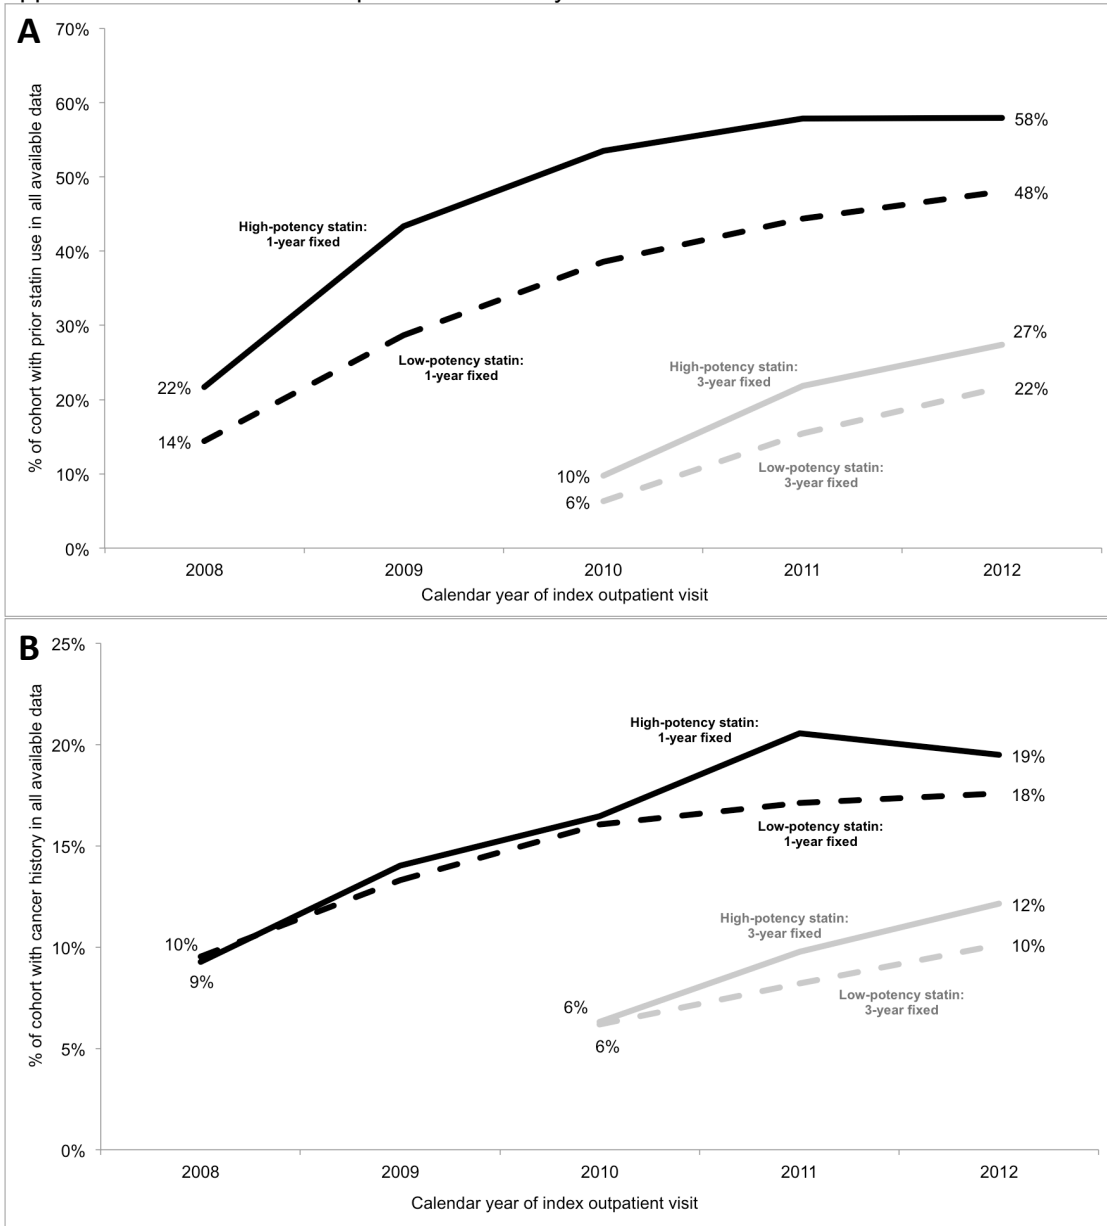 A
% of cohort with prior statin use in all available data
70%
60%
50%
40%
30%
20%
10%
0%
High-potency statin:
1-year fixed
Low-potency statin:
1-year fixed
High-potency statin:
3-year fixed
Low-potency statin:
3-year fixed
22%
14%
10%
6%
58%
48%
27%
22%
2008 2009 2010 2011 2012
Calendar year of index outpatient visit
B
% of cohort with cancer history in all available data
25%
20%
15%
10%
5%
0%
High-potency statin:
1-year fixed
Low-potency statin:
1-year fixed
High-potency statin:
3-year fixed
Low-potency statin:
3-year fixed
10%
9%
6%
6%
19%
18%
12%
10%
2008 2009 2010 2011 2012
Calendar year of index outpatient visit